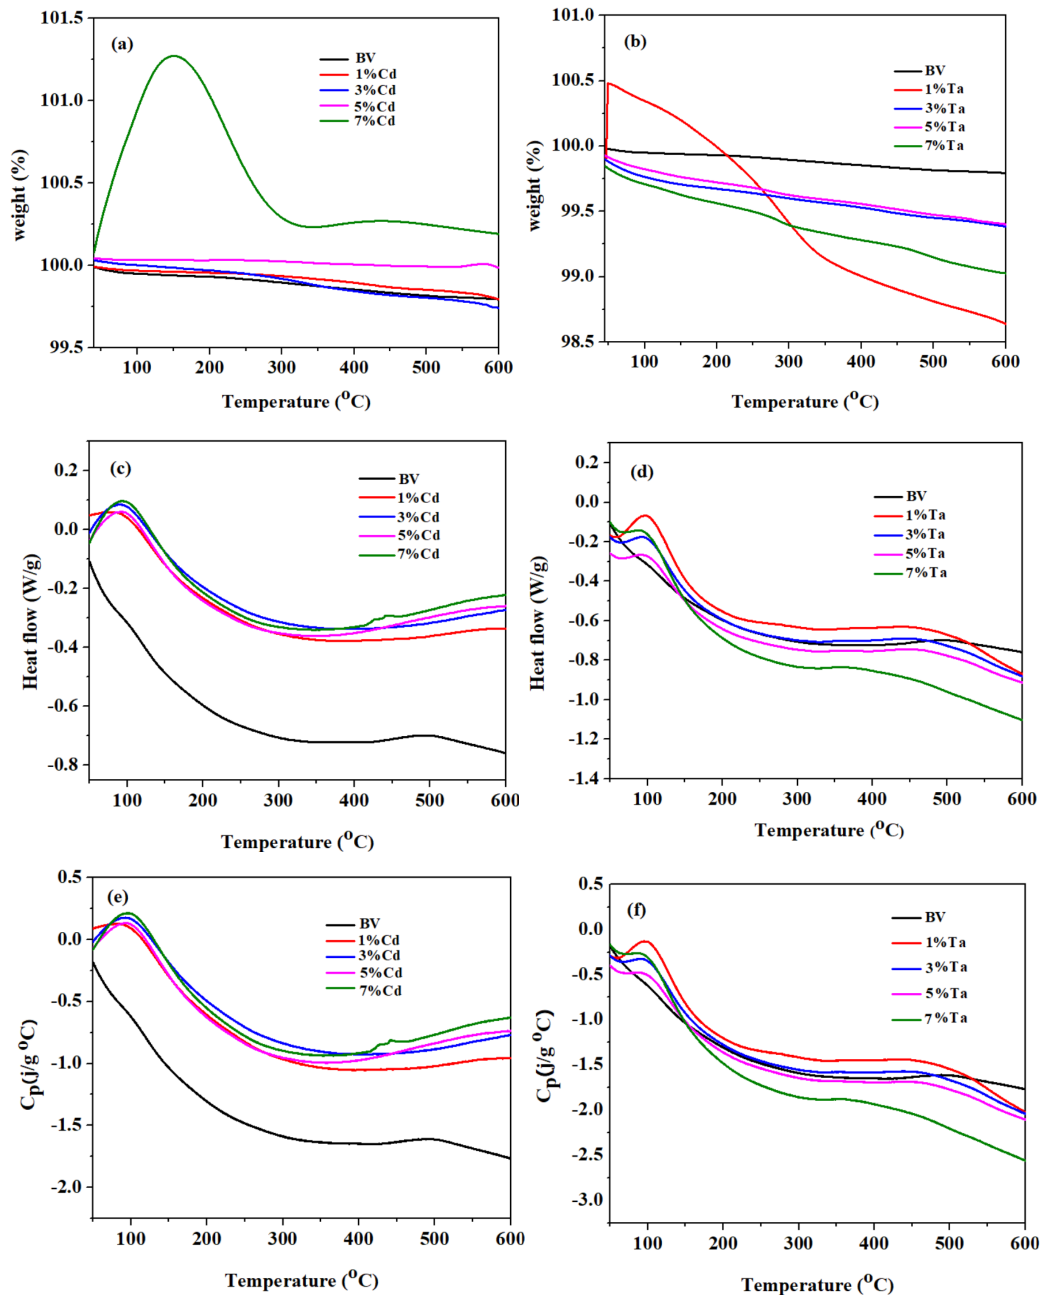 (a)
BV
1%Cd
3%Cd
5%Cd
7%Cd
101.5
101.0
100.5
100.0
99.5
weight (%)
100 200 300 400 500 600
Temperature (°C)
(b)
BV
1%Ta
3%Ta
5%Ta
7%Ta
101.0
100.5
100.0
99.5
99.0
98.5
weight (%)
100 200 300 400 500 600
Temperature (°C)
(c)
BV
1%Cd
3%Cd
5%Cd
7%Cd
0.2
0.0
-0.2
-0.4
-0.6
-0.8
Heat flow (W/g)
100 200 300 400 500 600
Temperature (°C)
(d)
BV
1%Ta
3%Ta
5%Ta
7%Ta
0.2
0.0
-0.2
-0.4
-0.6
-0.8
-1.0
-1.2
-1.4
Heat flow (W/g)
100 200 300 400 500 600
Temperature (°C)
(e)
BV
1%Cd
3%Cd
5%Cd
7%Cd
0.5
0.0
-0.5
-1.0
-1.5
-2.0
Cp(j/g °C)
100 200 300 400 500 600
Temperature (°C)
(f)
BV
1%Ta
3%Ta
5%Ta
7%Ta
0.5
0.0
-0.5
-1.0
-1.5
-2.0
-2.5
-3.0
Cp(j/g °C)
100 200 300 400 500 600
Temperature (°C)